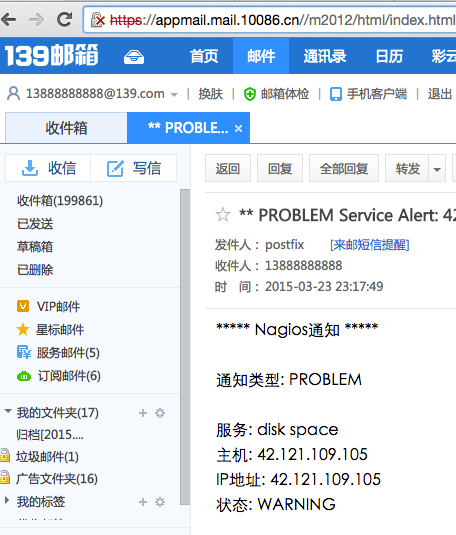 https://appmail.mail.10086.cn//m2012/html/index.html
139邮箱 首页 邮件 通讯录 日历 彩云
13888888888@139.com 换肤 邮箱体检 手机客户端 退出
收件箱 ** PROBLE... ×
收信 写信
返回 回复 全部回复 转发
收件箱(199861)
已发送
草稿箱
已删除
VIP邮件
星标邮件
服务邮件(5)
订阅邮件(6)
我的文件夹(17)
归档[2015....
垃圾邮件(1)
广告文件夹(16)
我的标签
** PROBLEM Service Alert: 42
发件人： postfix [来邮短信提醒]
收件人： 13888888888
时 间： 2015-03-23 23:17:49
***** Nagios通知 *****
通知类型: PROBLEM
服务: disk space
主机: 42.121.109.105
IP地址: 42.121.109.105
状态: WARNING